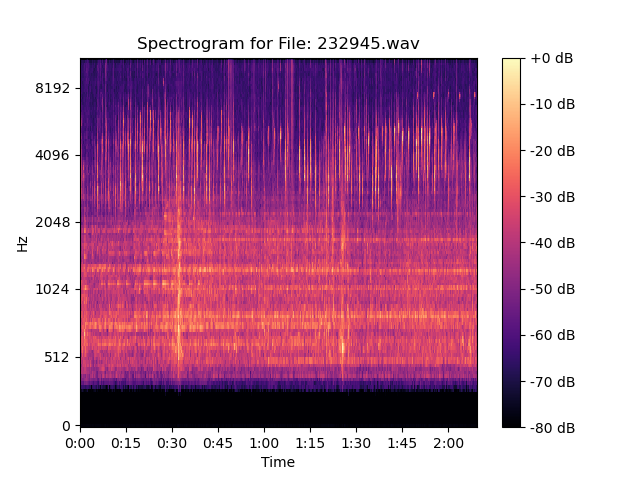 Spectrogram for File: 232945.wav
8192
4096
2048
1024
512
0
Hz
0:00 0:15 0:30 0:45 1:00 1:15 1:30 1:45 2:00
Time
+0 dB
-10 dB
-20 dB
-30 dB
-40 dB
-50 dB
-60 dB
-70 dB
-80 dB